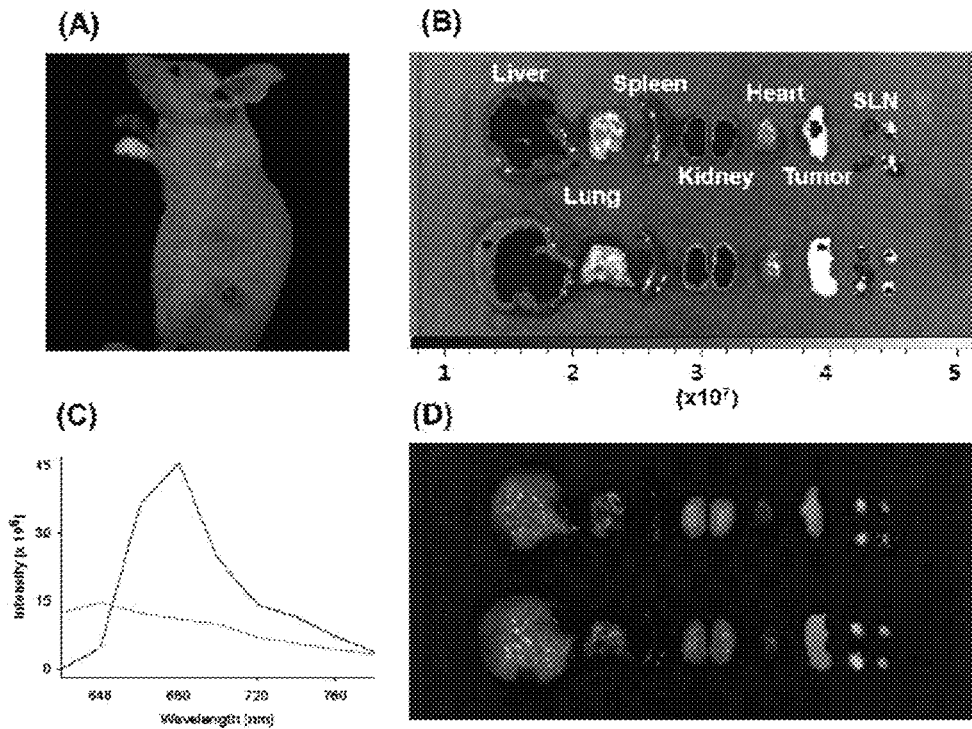 (A)
(B)
Liver
Spleen
Heart
SLN
Lung
Kidney
Tumor
1 2 3 4 5
(x10⁷)
(C)
(D)
45
30
15
0
Intensity [x 10⁶]
640 680 720 760
Wavelength [nm]